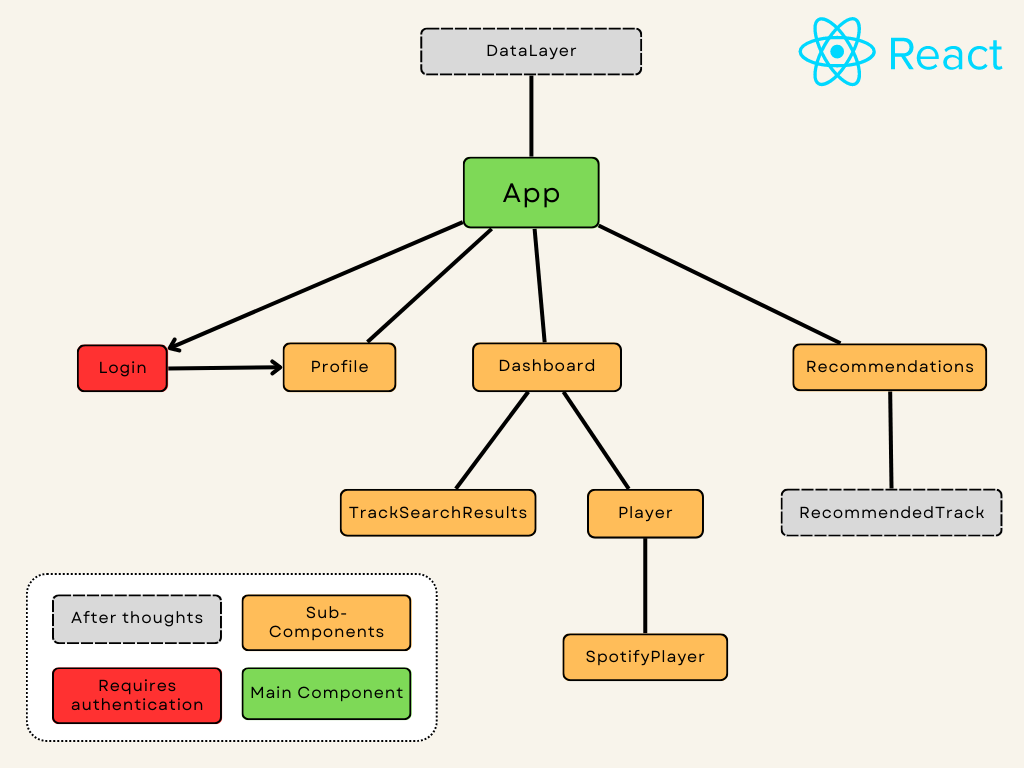 DataLayer
React
App
Login
Profile
Dashboard
Recommendations
TrackSearchResults
Player
RecommendedTrack
After thoughts
Sub-
Components
Requires
authentication
Main Component
SpotifyPlayer